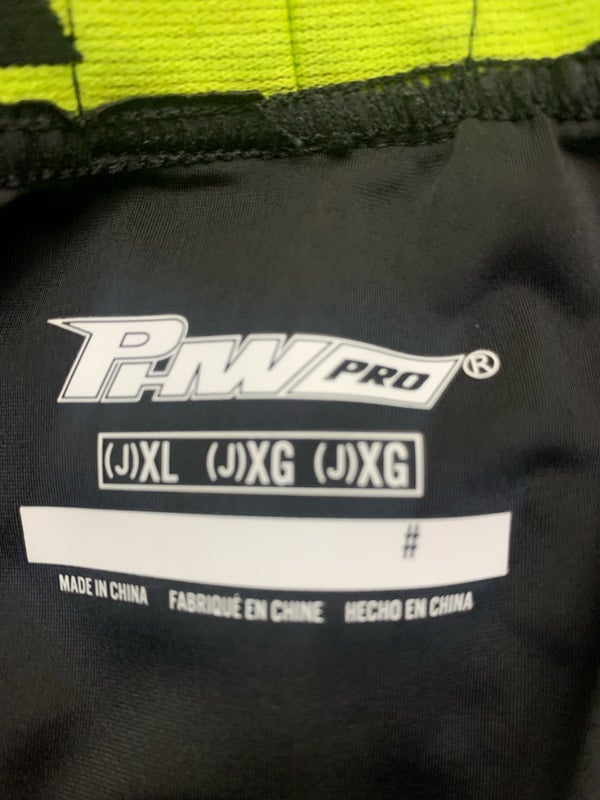 PHW PRO ®
(J)XL (J)XG (J)XG
#
MADE IN CHINA FABRIQUÉ EN CHINE HECHO EN CHINA